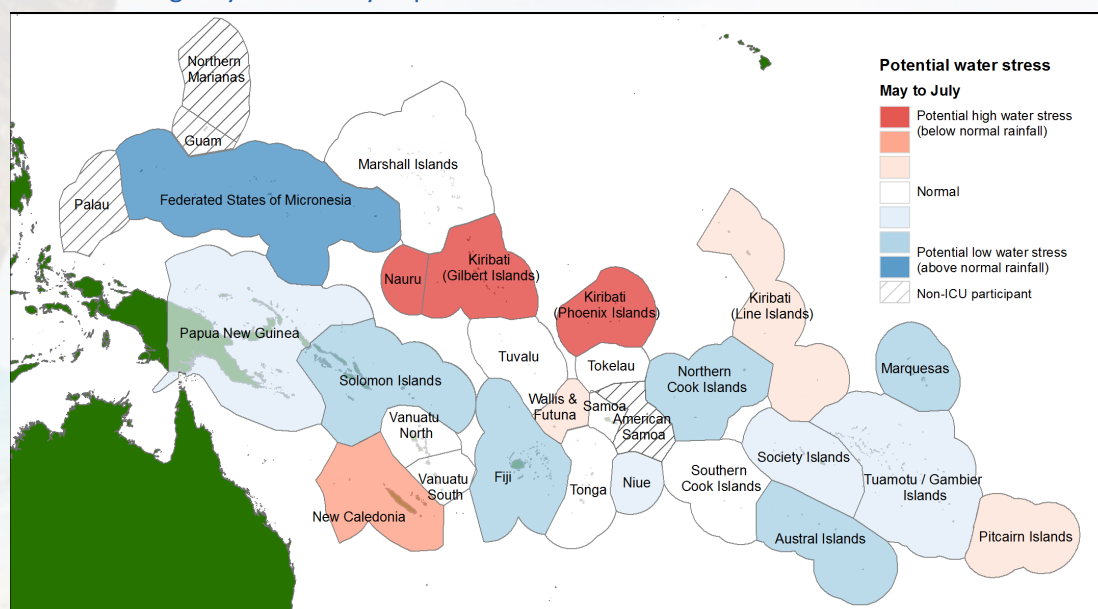 Northern
Marianas
Guam
Palau
Federated States of Micronesia
Marshall Islands
Nauru
Kiribati
(Gilbert Islands)
Kiribati
(Phoenix Islands)
Kiribati
(Line Islands)
Papua New Guinea
Solomon Islands
Tuvalu
Tokelau
Northern
Cook Islands
Marquesas
Wallis &
Futuna
Samoa
American
Samoa
Vanuatu
North
Vanuatu
South
Fiji
New Caledonia
Tonga
Niue
Southern
Cook Islands
Society Islands
Tuamotu / Gambier
Islands
Austral Islands
Pitcairn Islands
Potential water stress
May to July
Potential high water stress
(below normal rainfall)
Normal
Potential low water stress
(above normal rainfall)
Non-ICU participant